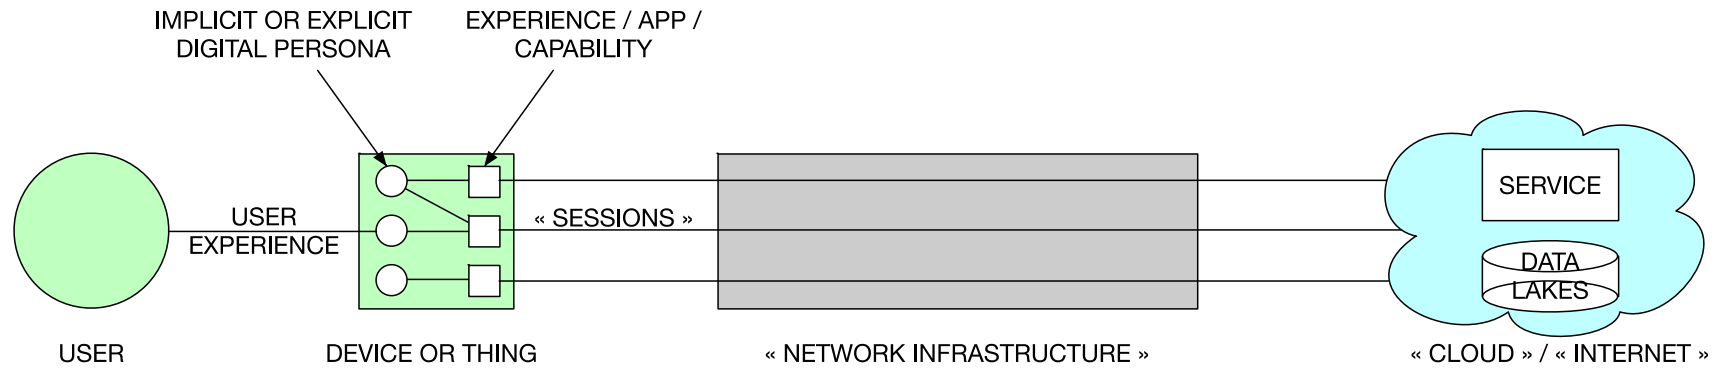 IMPLICIT OR EXPLICIT
DIGITAL PERSONA
EXPERIENCE / APP /
CAPABILITY
USER
EXPERIENCE
« SESSIONS »
SERVICE
DATA
LAKES
USER
DEVICE OR THING
« NETWORK INFRASTRUCTURE »
« CLOUD » / « INTERNET »